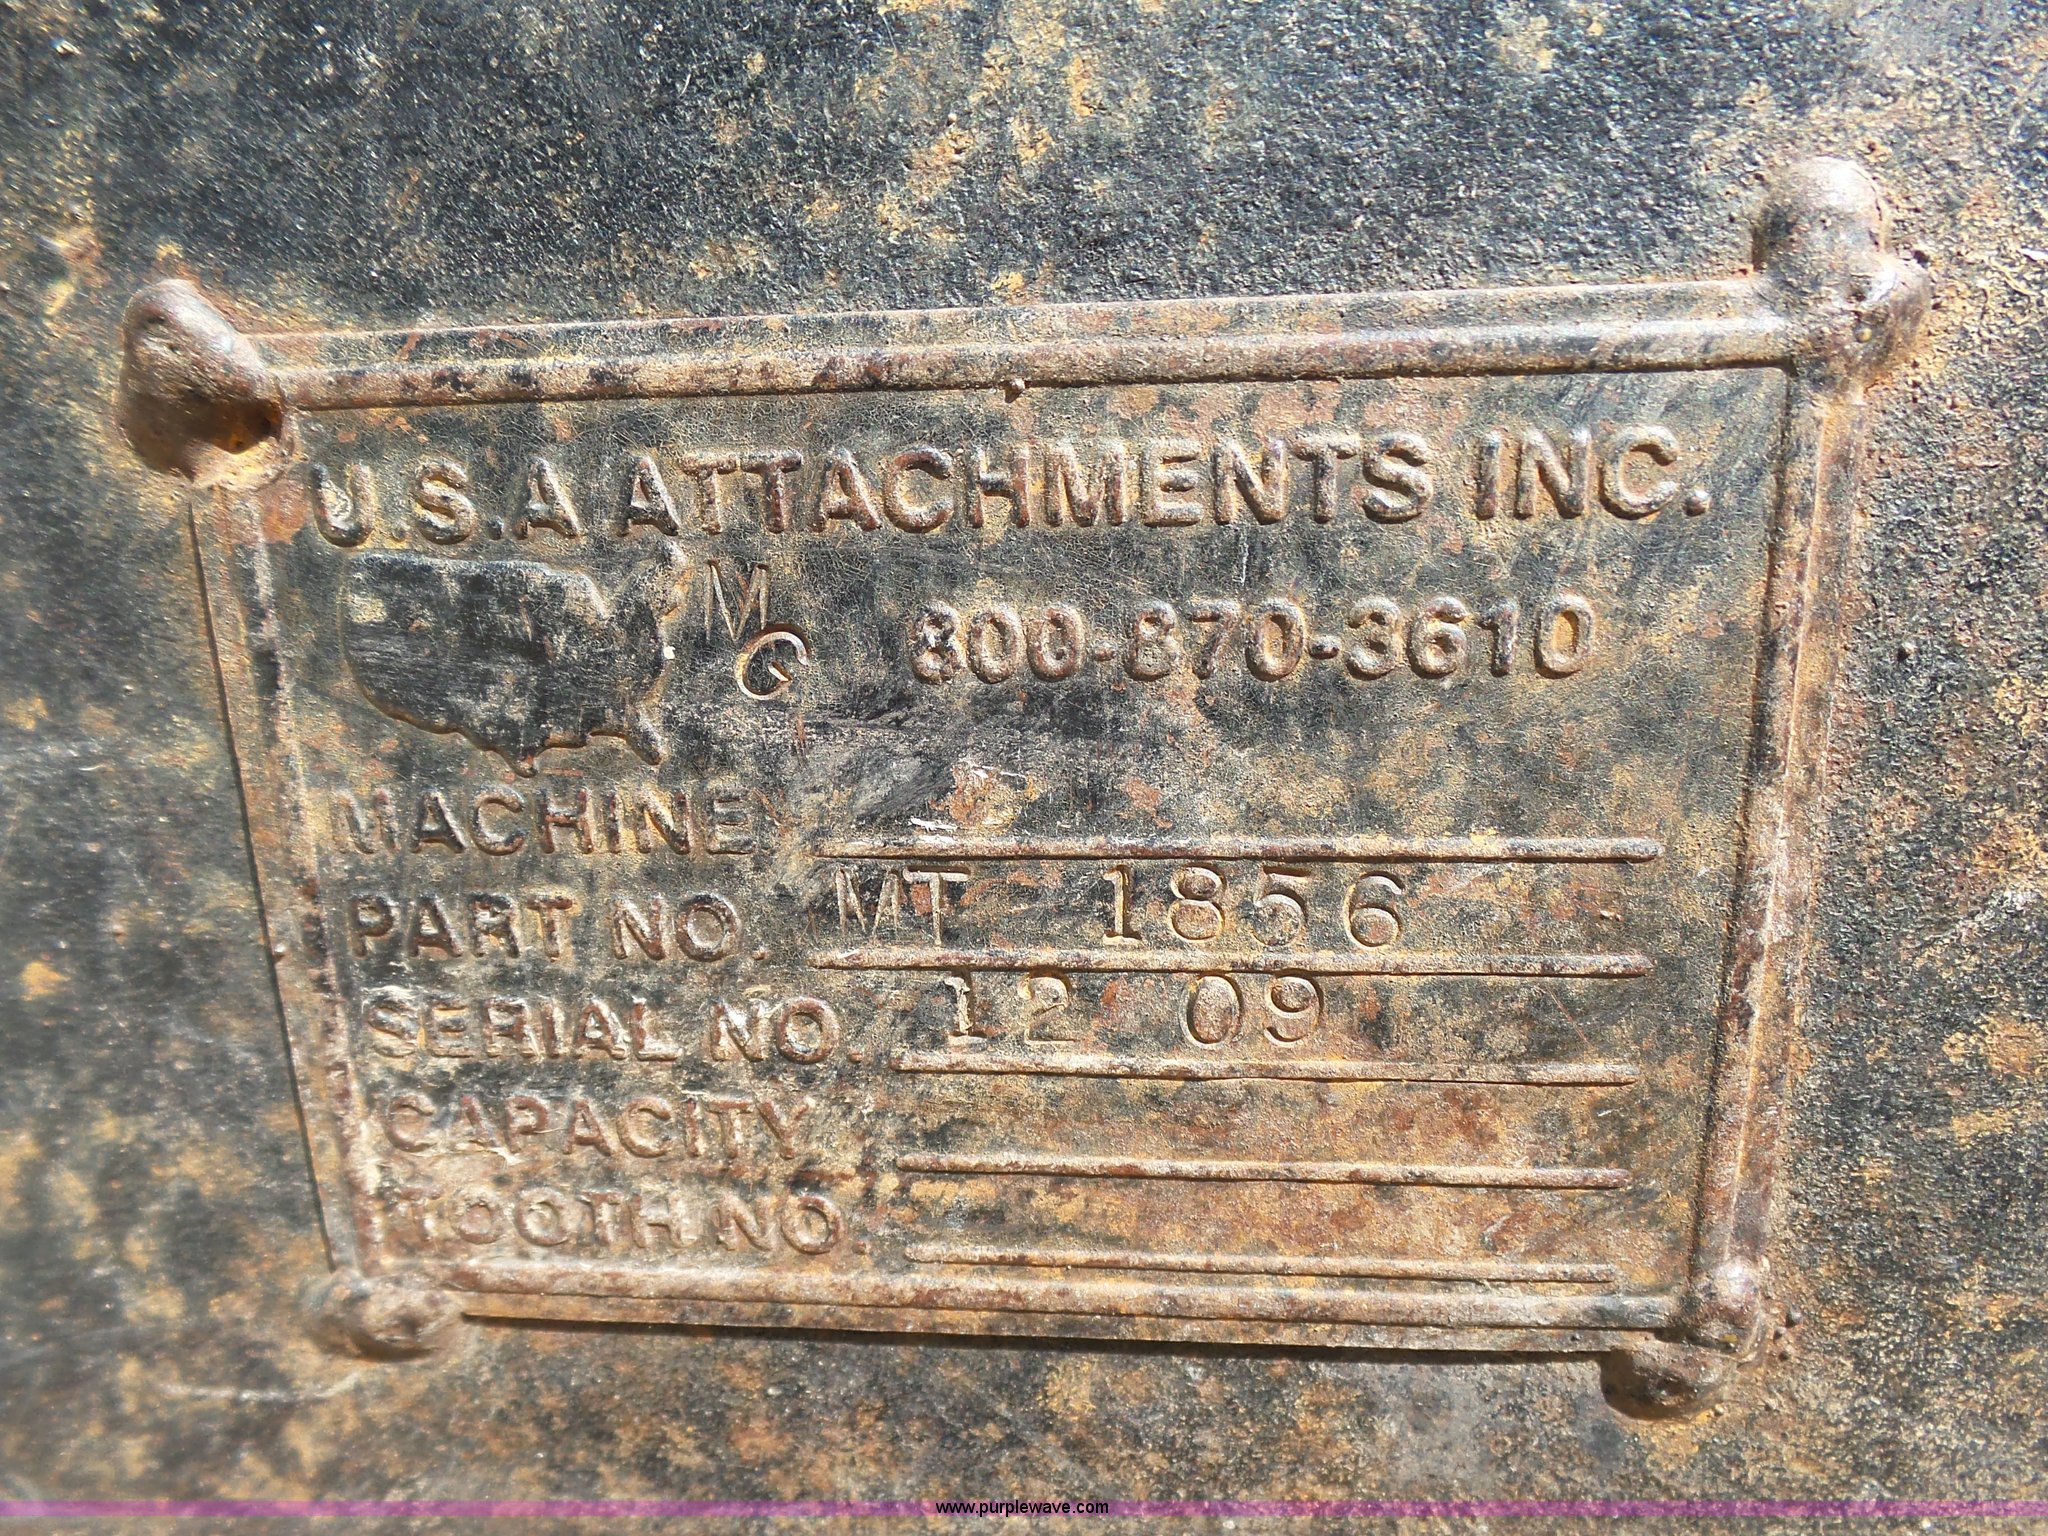 U.S.A ATTACHMENTS INC.
MG 800-870-3610
MACHINE
PART NO. MT 1856
SERIAL NO. 12 09
CAPACITY
TOOTH NO.
www.purplewave.com